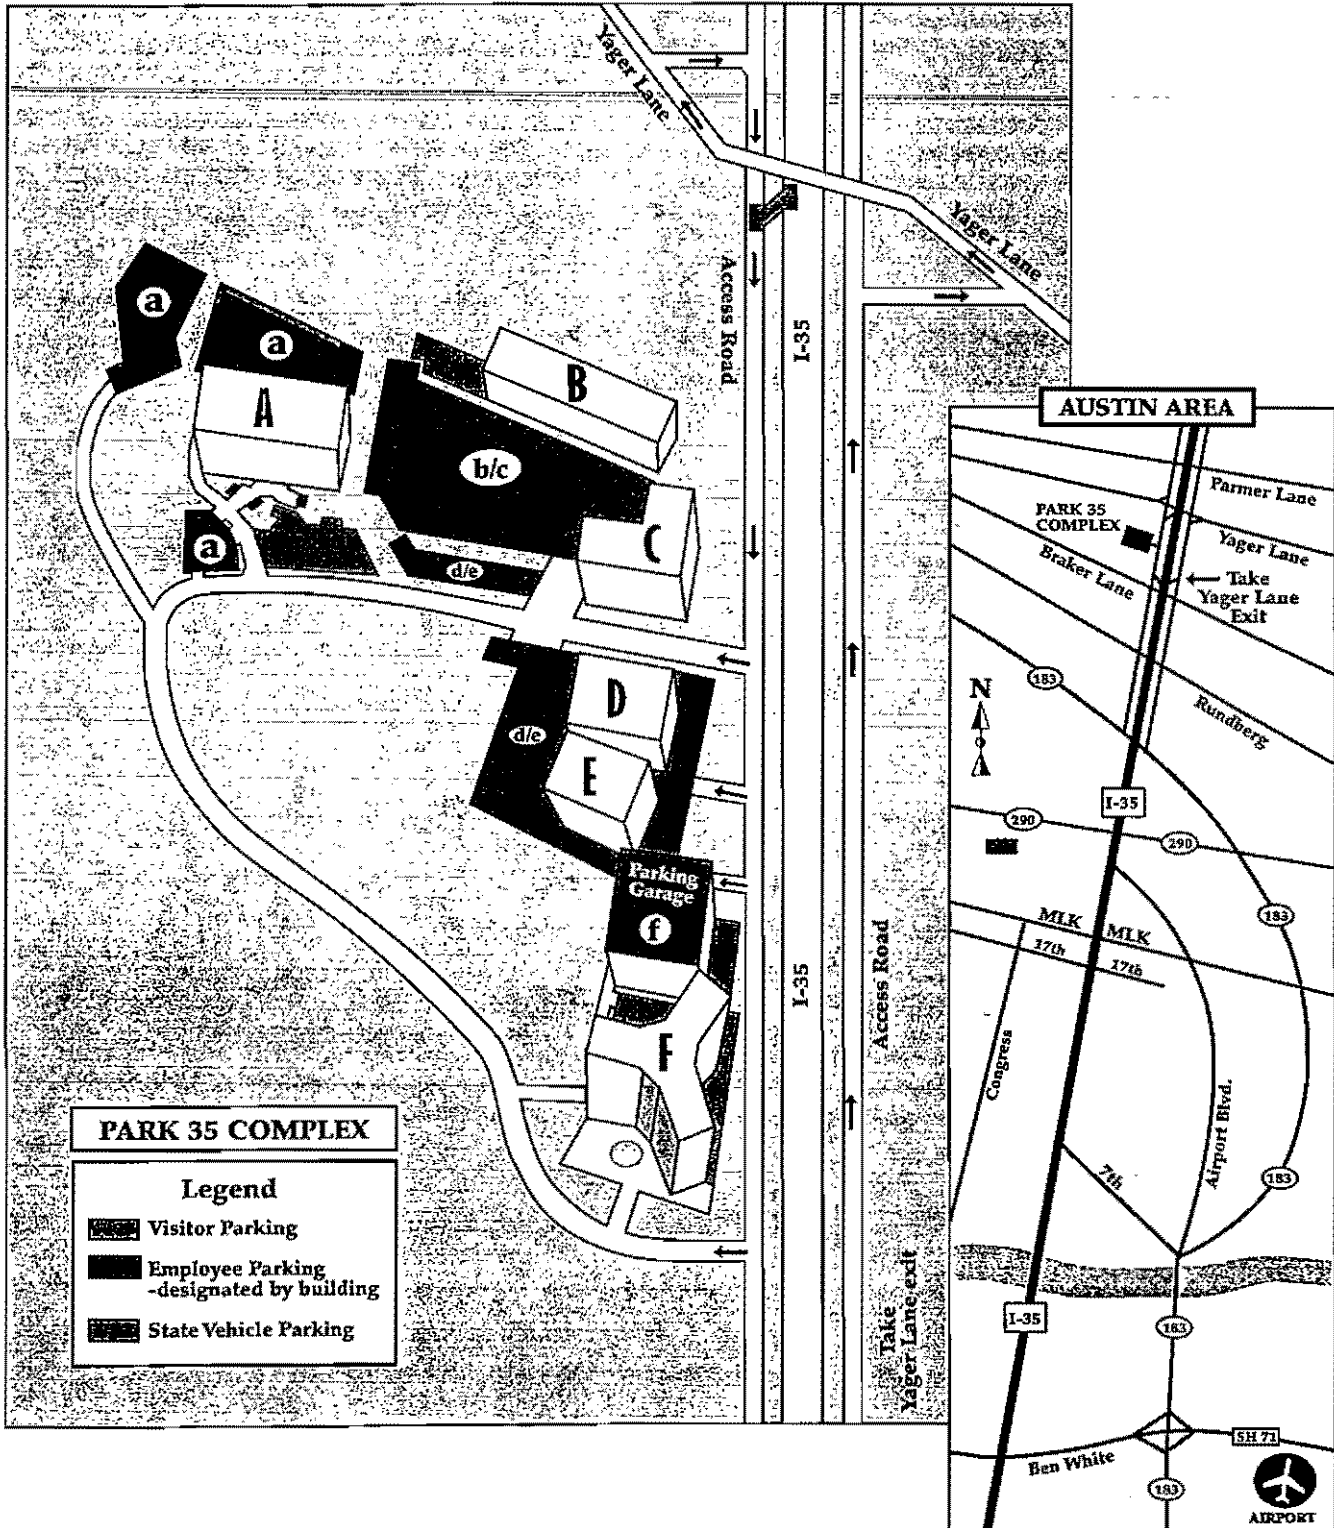 Yager Lane
Yager Lane
Access Road
I-35
a
a
A
B
b/c
C
a
d/e
D
d/e
E
Parking
Garage
f
F
I-35
Access Road
Take
Yager Lane exit
PARK 35 COMPLEX
Legend
Visitor Parking
Employee Parking
-designated by building
State Vehicle Parking
AUSTIN AREA
Parmer Lane
PARK 35
COMPLEX
Yager Lane
Braker Lane
Take
Yager Lane
Exit
183
N
Rundberg
I-35
290
290
183
MLK
MLK
17th
17th
Congress
Airport Blvd.
7th
183
I-35
183
SH 71
Ben White
183
AIRPORT